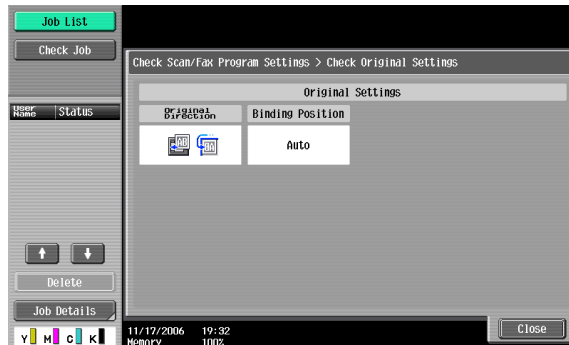 Job List
Check Job
Check Scan/Fax Program Settings > Check Original Settings
Original Settings
User Name
Status
Original Direction
Binding Position
Auto
Delete
Job Details
Y M C K
11/17/2006 19:32
Memory 100%
Close